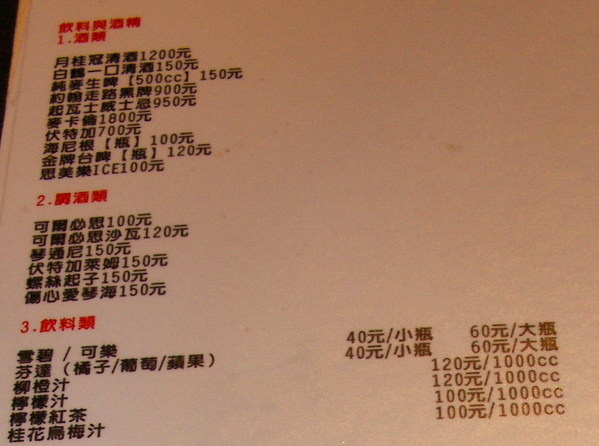 飲料與酒精
1.酒類
月桂冠清酒1200元
白鶴一口清酒150元
純麥生啤【500cc】150元
約翰走路黑牌900元
起瓦士威士忌950元
麥卡倫1800元
伏特加700元
海尼根【瓶】100元
金牌台啤【瓶】120元
思美樂ICE100元
2.調酒類
可爾必思100元
可爾必思沙瓦120元
琴通尼150元
伏特加萊姆150元
螺絲起子150元
傷心愛琴海150元
3.飲料類
雪碧 / 可樂 40元/小瓶 60元/大瓶
芬達（橘子/葡萄/蘋果） 40元/小瓶 60元/大瓶
柳橙汁 120元/1000cc
檸檬汁 120元/1000cc
檸檬紅茶 100元/1000cc
桂花烏梅汁 100元/1000cc